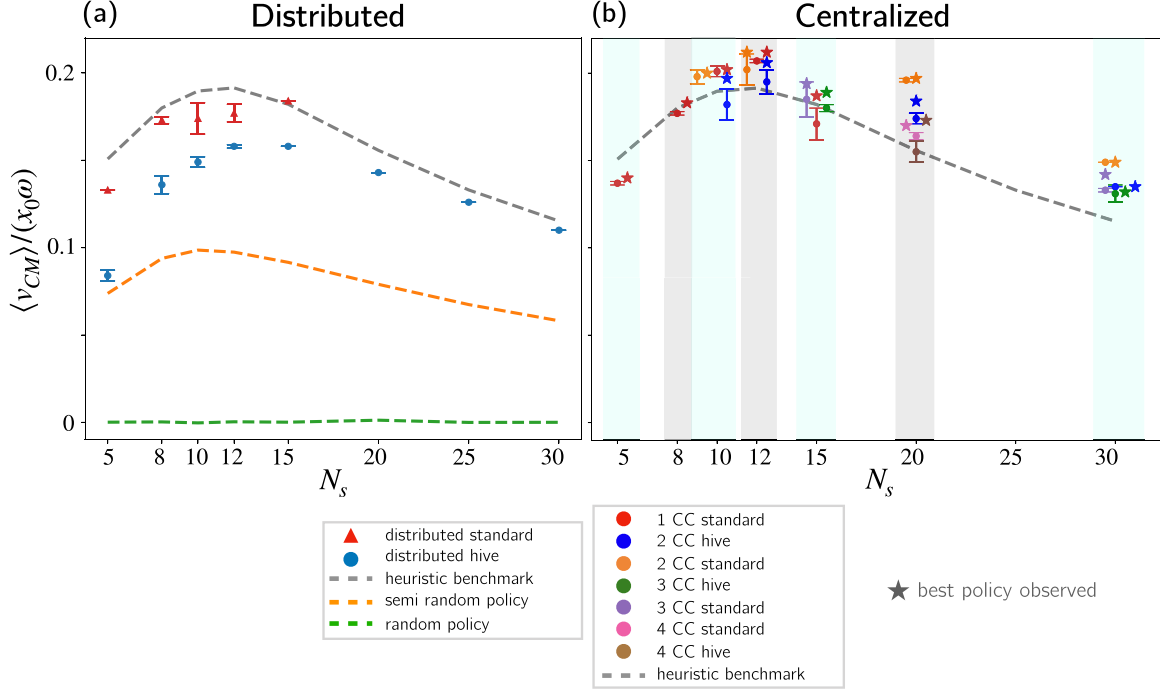 (a) Distributed
(b) Centralized
⟨v_CM⟩/(x_0ω)
0.2
0.1
0
5 8 10 12 15 20 25 30
N_s
5 8 10 12 15 20 25 30
N_s
distributed standard
distributed hive
heuristic benchmark
semi random policy
random policy
1 CC standard
2 CC hive
2 CC standard
3 CC hive
3 CC standard
4 CC standard
4 CC hive
heuristic benchmark
best policy observed